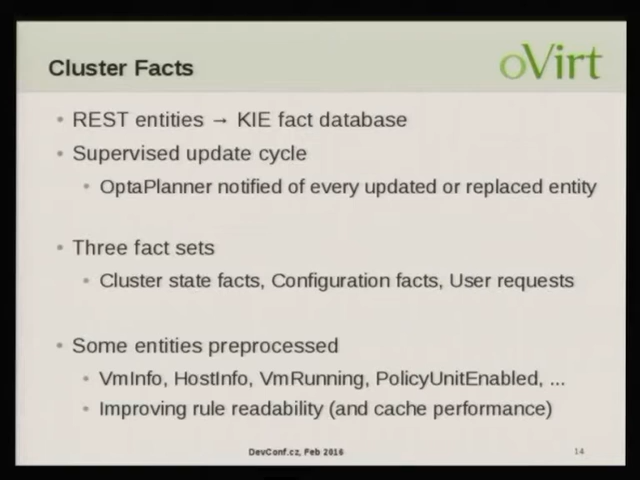 Cluster Facts
oVirt
• REST entities → KIE fact database
• Supervised update cycle
• OptaPlanner notified of every updated or replaced entity
• Three fact sets
• Cluster state facts, Configuration facts, User requests
• Some entities preprocessed
• VmInfo, HostInfo, VmRunning, PolicyUnitEnabled, ...
• Improving rule readability (and cache performance)
DevConf.cz, Feb 2016
14